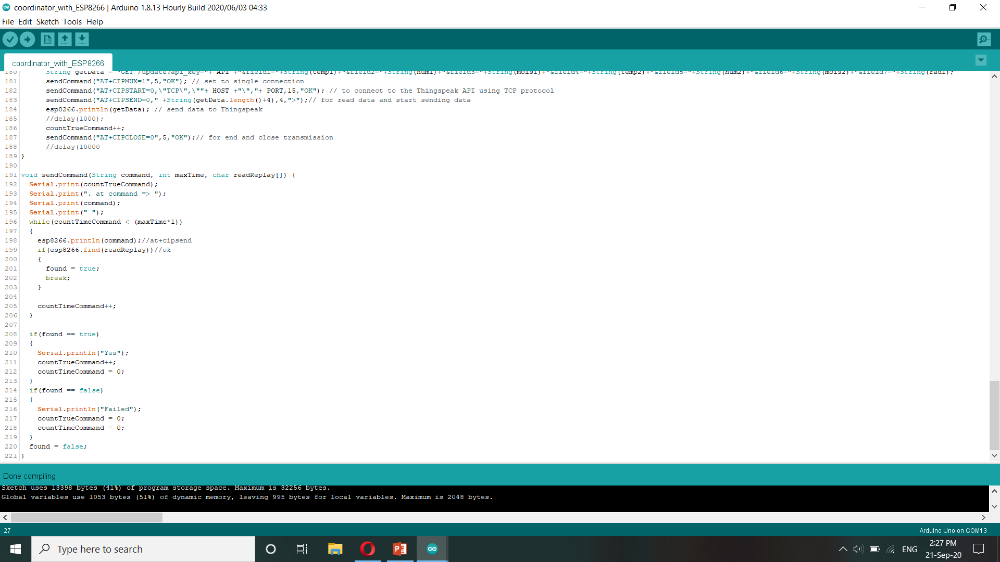 coordinator_with_ESP8266 | Arduino 1.8.13 Hourly Build 2020/06/03 04:33
File Edit Sketch Tools Help
coordinator_with_ESP8266
180 String getData = "GET /update?api_key="+ API +"&field1="+String(temp1)+"&field2="+String(hum1)+"&field3="+String(mois1)+"&field4="+String(temp2)+"&field5="+String(hum2)+"&field6="+String(mois2)+"&field7="+String(rad1);
181 sendCommand("AT+CIPMUX=1",5,"OK"); // set to single connection
182 sendCommand("AT+CIPSTART=0,\"TCP\",\""+ HOST +"\","+ PORT,15,"OK"); // to connect to the Thingspeak API using TCP protocol
183 sendCommand("AT+CIPSEND=0," +String(getData.length()+4),4,">");// for read data and start sending data
184 esp8266.println(getData); // send data to Thingspeak
185 //delay(1000);
186 countTrueCommand++;
187 sendCommand("AT+CIPCLOSE=0",5,"OK");// for end and close transmission
188 //delay(10000
189 }
190
191 void sendCommand(String command, int maxTime, char readReplay[]) {
192 Serial.print(countTrueCommand);
193 Serial.print(". at command => ");
194 Serial.print(command);
195 Serial.print(" ");
196 while(countTimeCommand < (maxTime*1))
197 {
198 esp8266.println(command);//at+cipsend
199 if(esp8266.find(readReplay))//ok
200 {
201 found = true;
202 break;
203 }
204
205 countTimeCommand++;
206 }
207
208 if(found == true)
209 {
210 Serial.println("Yes");
211 countTrueCommand++;
212 countTimeCommand = 0;
213 }
214 if(found == false)
215 {
216 Serial.println("Failed");
217 countTrueCommand = 0;
218 countTimeCommand = 0;
219 }
220 found = false;
221 }
Done compiling.
Sketch uses 13398 bytes (41%) of program storage space. Maximum is 32256 bytes.
Global variables use 1053 bytes (51%) of dynamic memory, leaving 995 bytes for local variables. Maximum is 2048 bytes.
27
Arduino Uno on COM13
Type here to search
ENG
2:27 PM
21-Sep-20